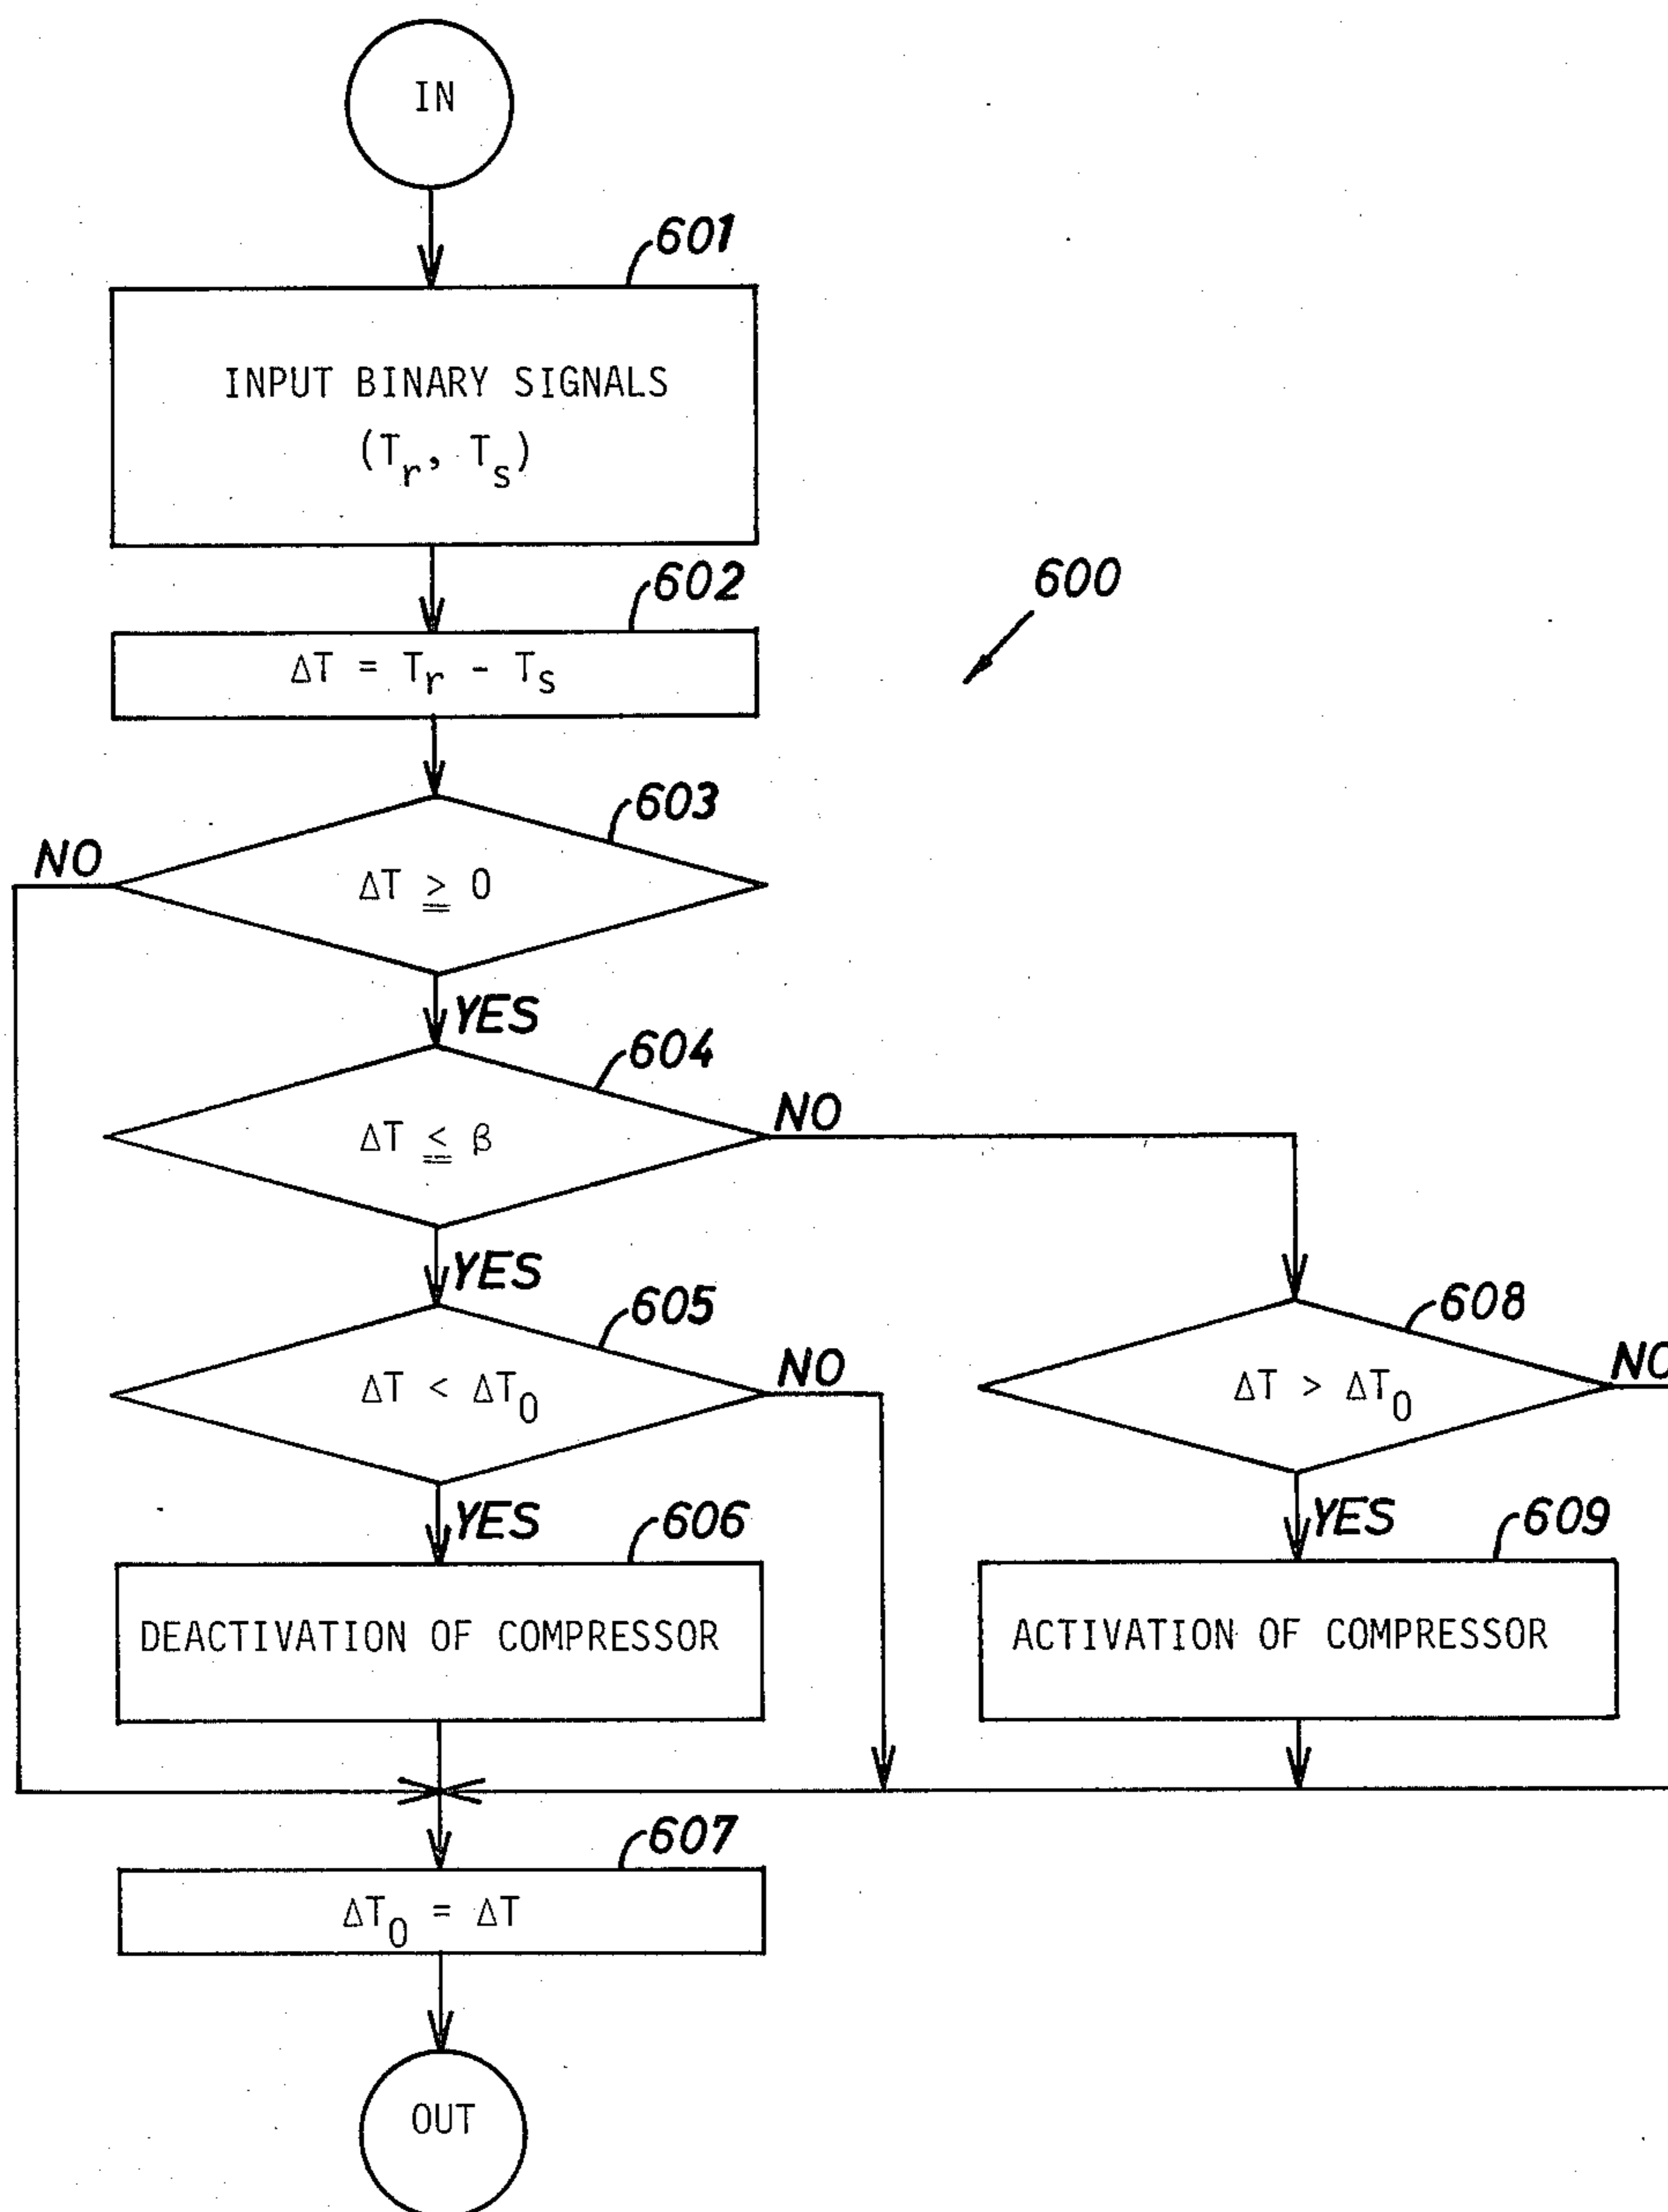 IN
601
INPUT BINARY SIGNALS
(Tr, Ts)
602
600
ΔT = Tr - Ts
603
NO
ΔT ≧ 0
YES
604
NO
ΔT ≦ β
YES
605
608
NO
NO
ΔT < ΔT0
ΔT > ΔT0
YES
606
YES
609
DEACTIVATION OF COMPRESSOR
ACTIVATION OF COMPRESSOR
607
ΔT0 = ΔT
OUT